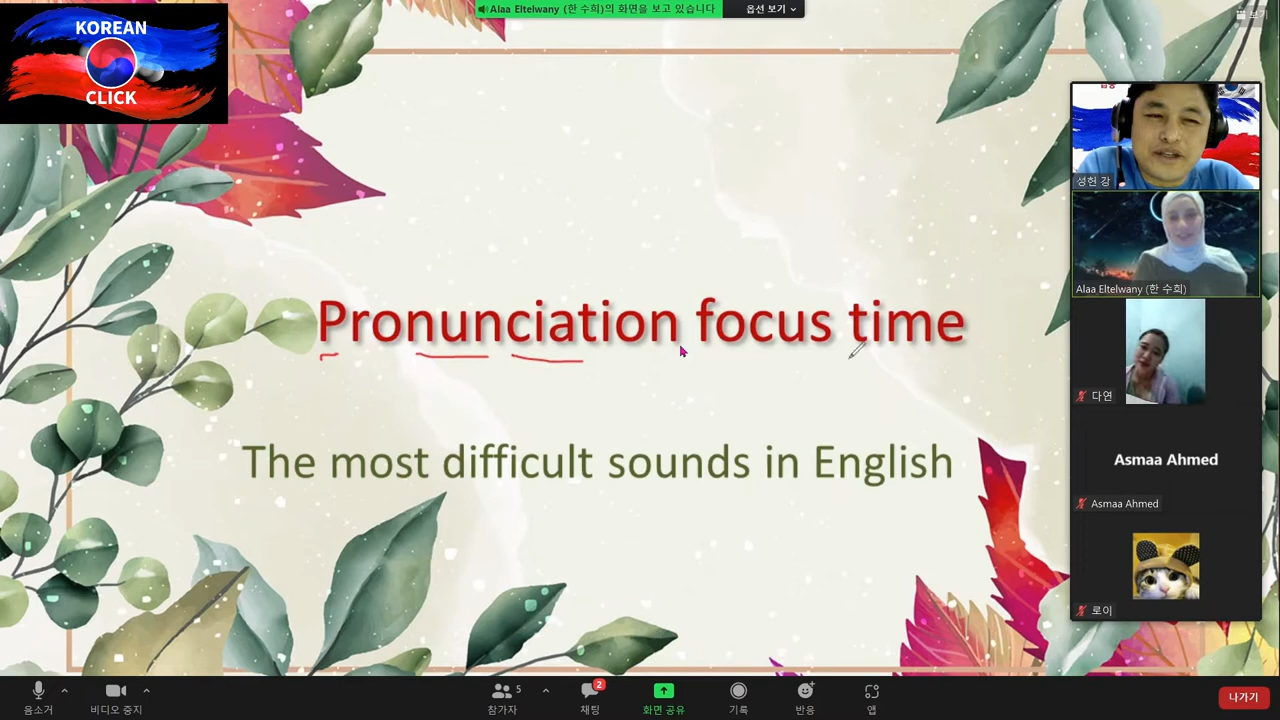 KOREAN
CLICK
Alaa Eltelwany (한 수희)의 화면을 보고 있습니다
옵션 보기
보기
성헌 강
Alaa Eltelwany (한 수희)
다연
Asmaa Ahmed
Asmaa Ahmed
로이
Pronunciation focus time
The most difficult sounds in English
음소거
비디오 중지
5
참가자
2
채팅
화면 공유
기록
반응
앱
나가기